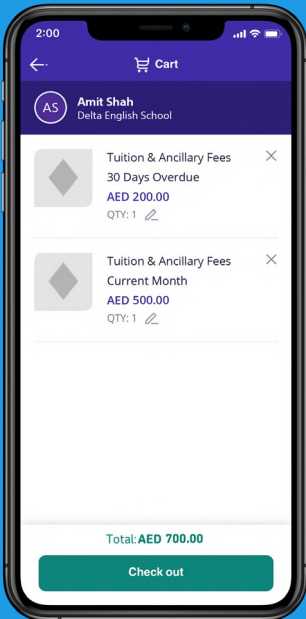 2:00
Cart
AS
Amit Shah
Delta English School
Tuition & Ancillary Fees
30 Days Overdue
AED 200.00
QTY: 1
Tuition & Ancillary Fees
Current Month
AED 500.00
QTY: 1
Total:AED 700.00
Check out